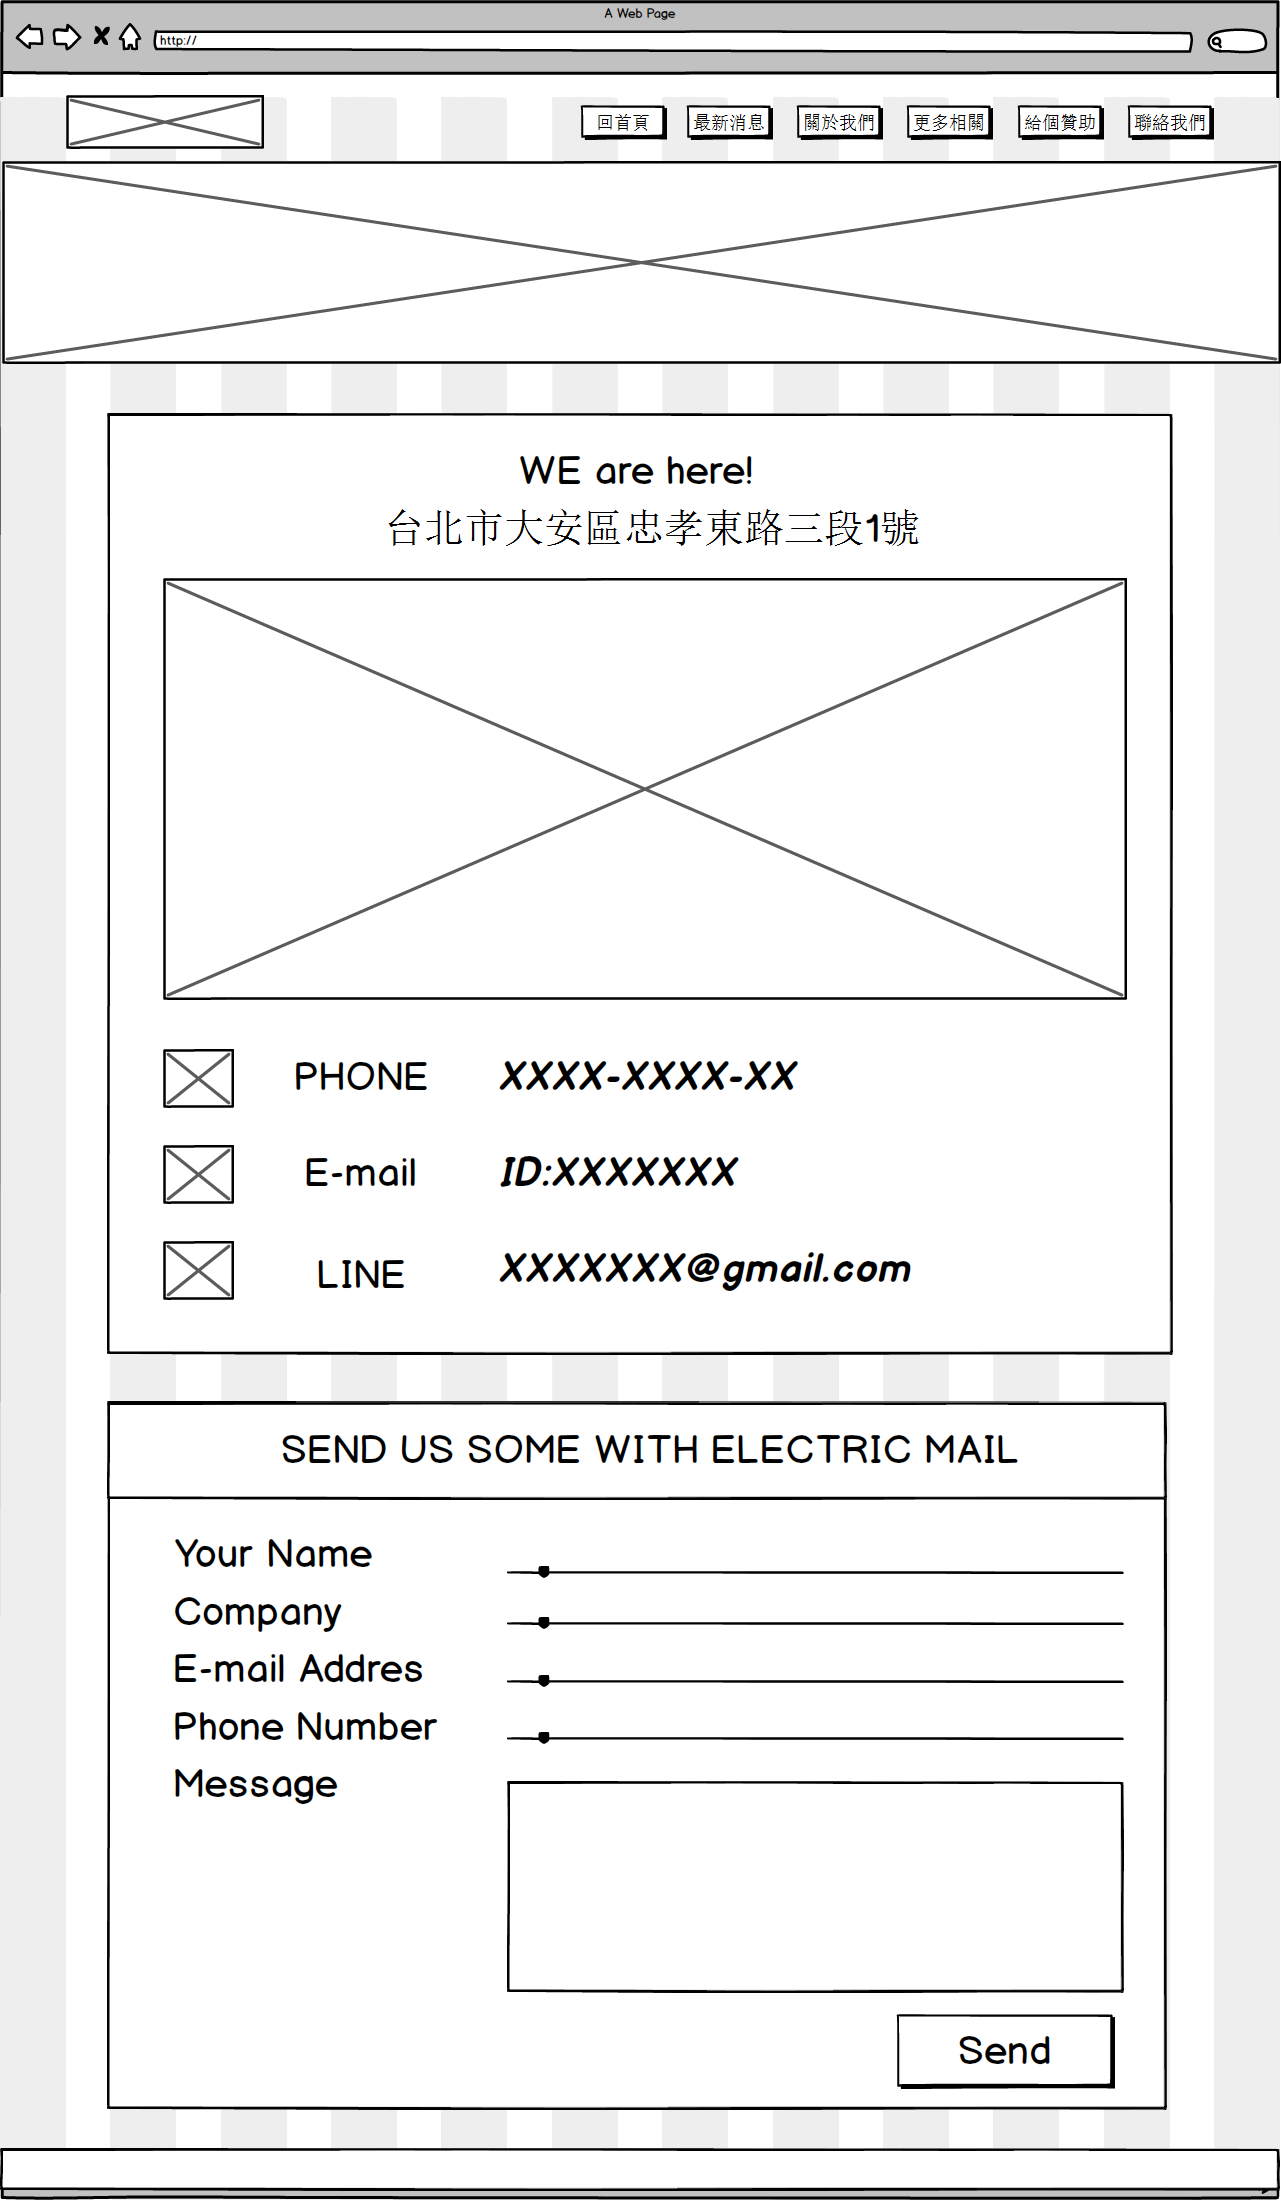 A Web Page
http://
回首頁 最新消息 關於我們 更多相關 給個贊助 聯絡我們
WE are here!
台北市大安區忠孝東路三段1號
PHONE XXXX-XXXX-XX
E-mail ID:XXXXXXX
LINE XXXXXXX@gmail.com
SEND US SOME WITH ELECTRIC MAIL
Your Name
Company
E-mail Addres
Phone Number
Message
Send